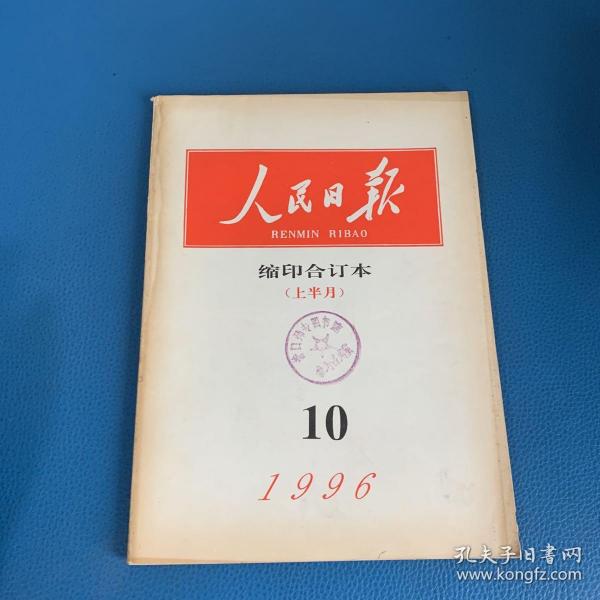 人民日报
RENMIN RIBAO
缩印合订本
（上半月）
10
1996
孔夫子旧书网
www.kongfz.com